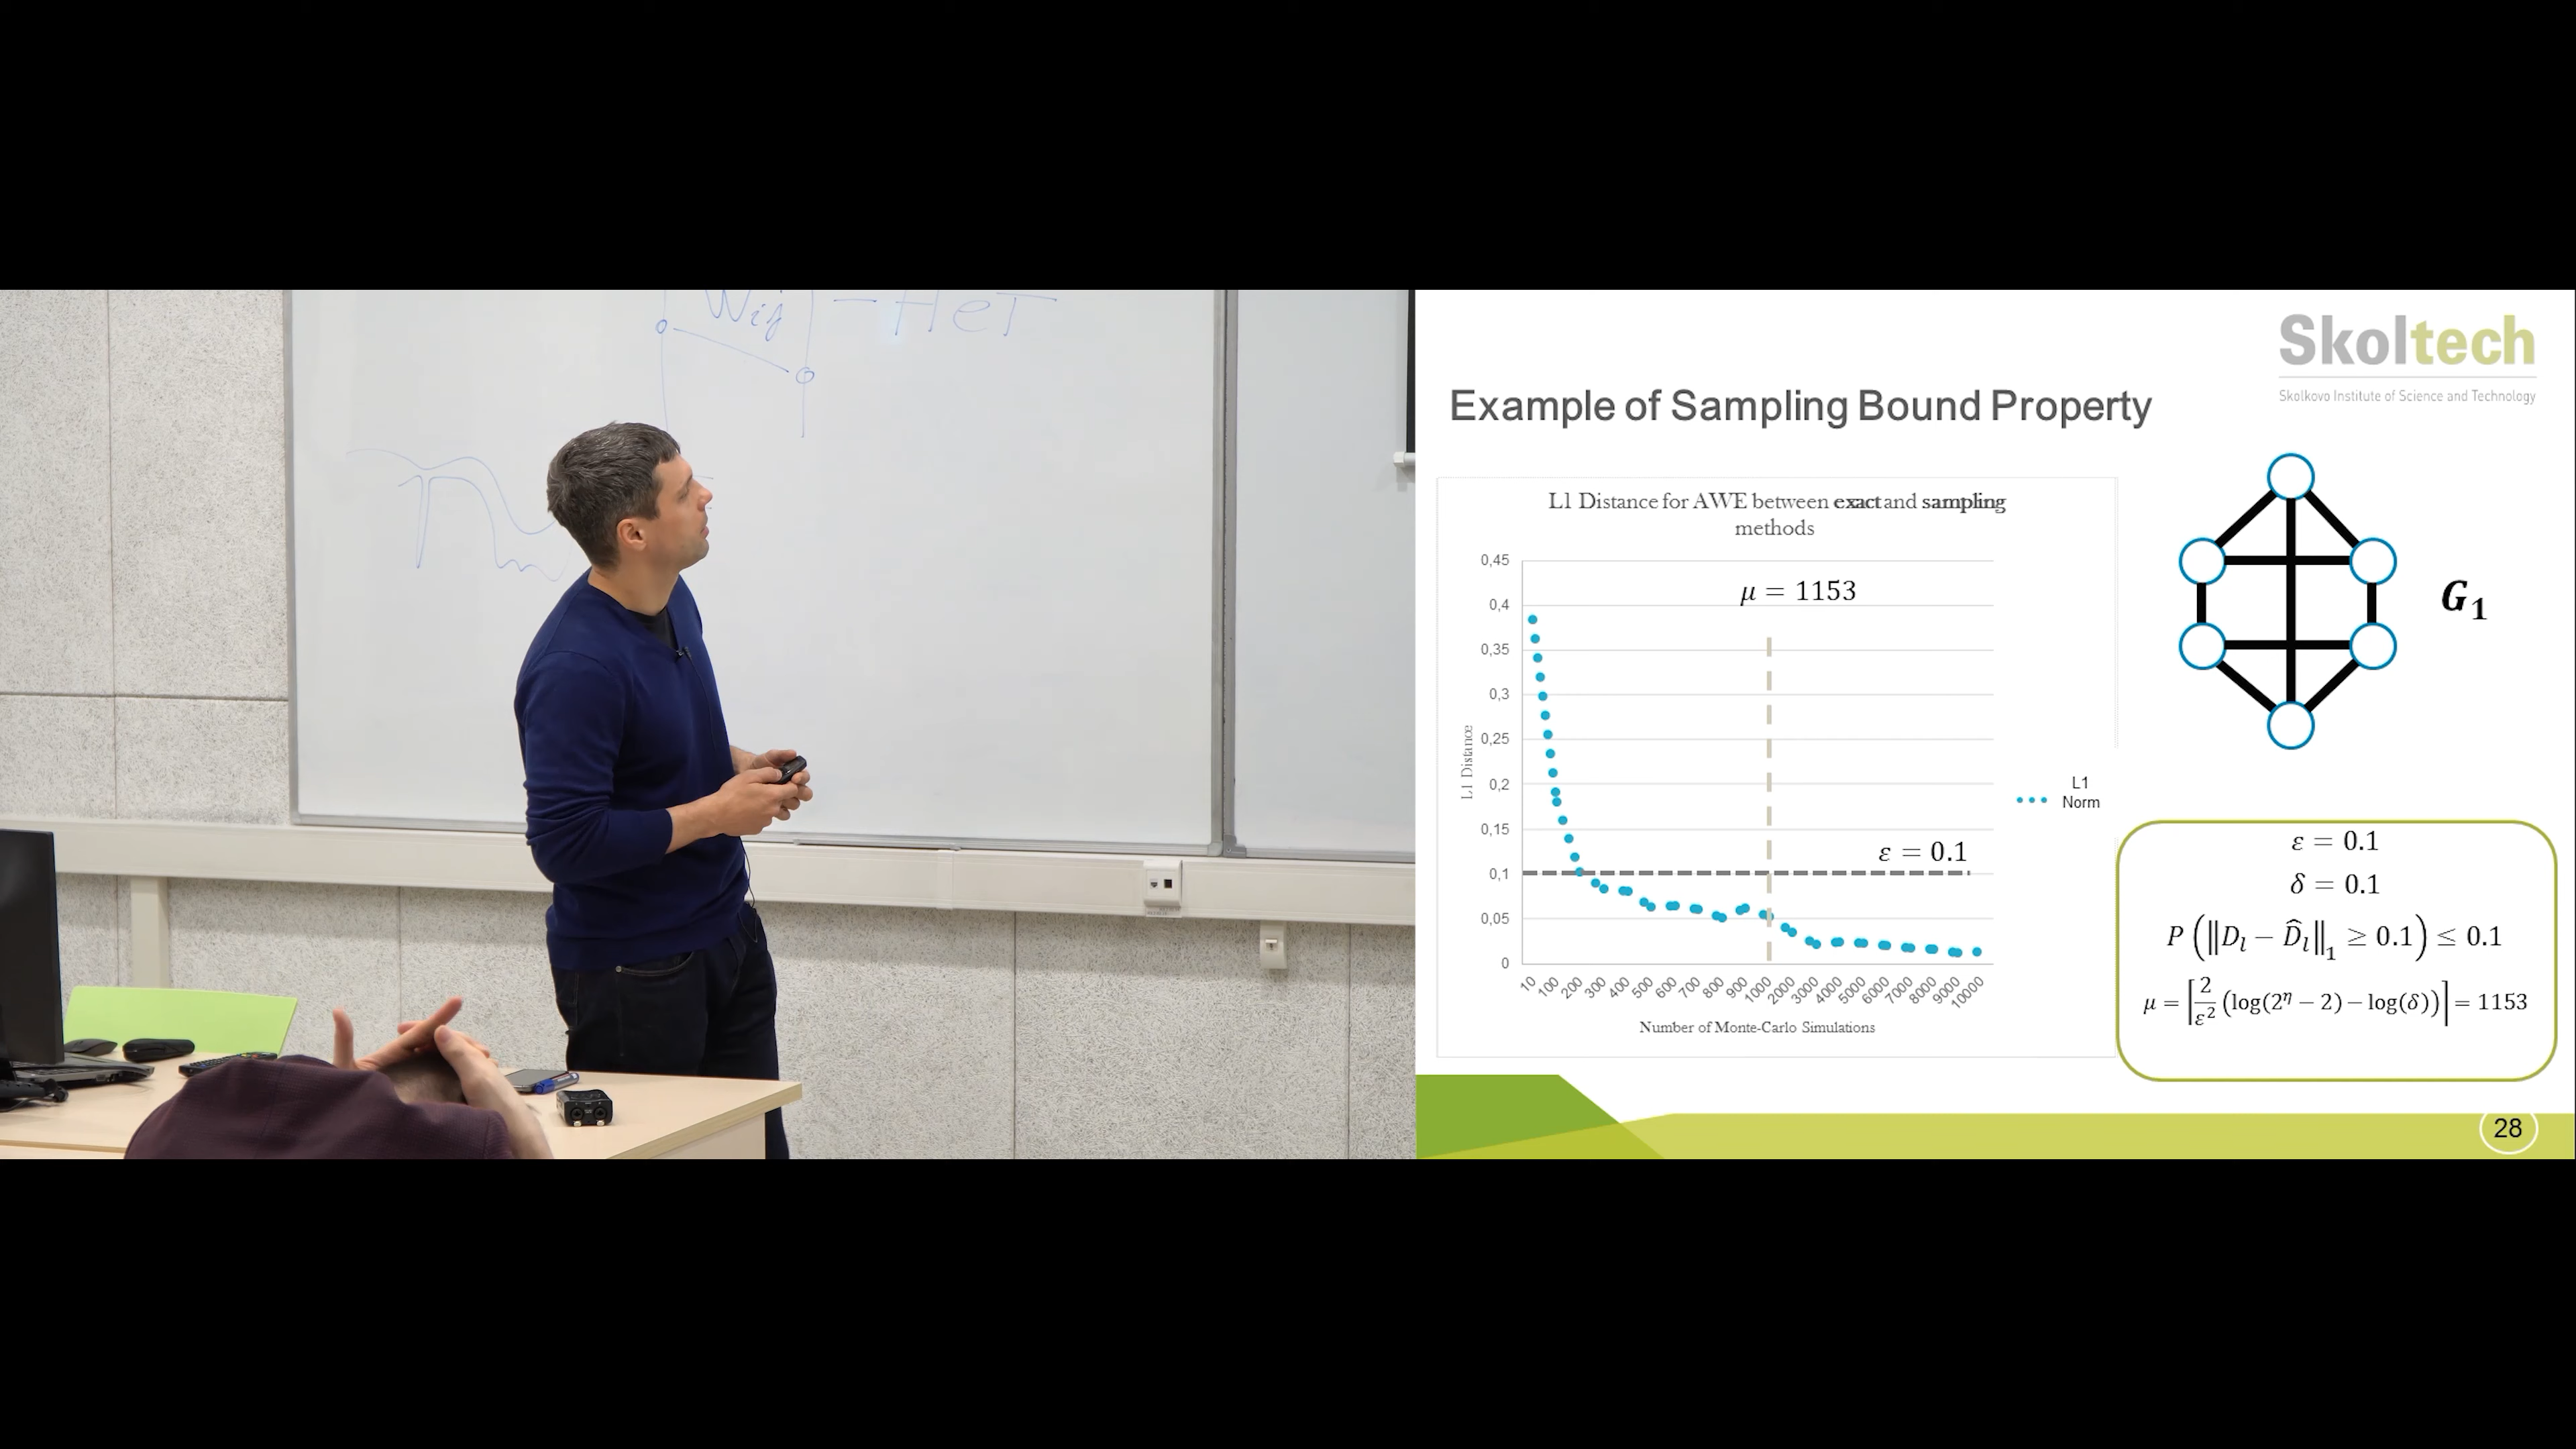 Wij
— НеТ
Skoltech
Skolkovo Institute of Science and Technology
Example of Sampling Bound Property
L1 Distance for AWE between exact and sampling
methods
0,45
0,4
0,35
0,3
0,25
0,2
0,15
0,1
0,05
0
L1 Distance
μ = 1153
ε = 0.1
10 100 200 300 400 500 600 700 800 900 1000 2000 3000 4000 5000 6000 7000 8000 9000 10000
Number of Monte-Carlo Simulations
L1
Norm
G₁
ε = 0.1
δ = 0.1
P (‖Dₗ − D̂ₗ‖₁ ≥ 0.1) ≤ 0.1
μ = ⌈2/ε² (log(2^η − 2) − log(δ))⌉ = 1153
28